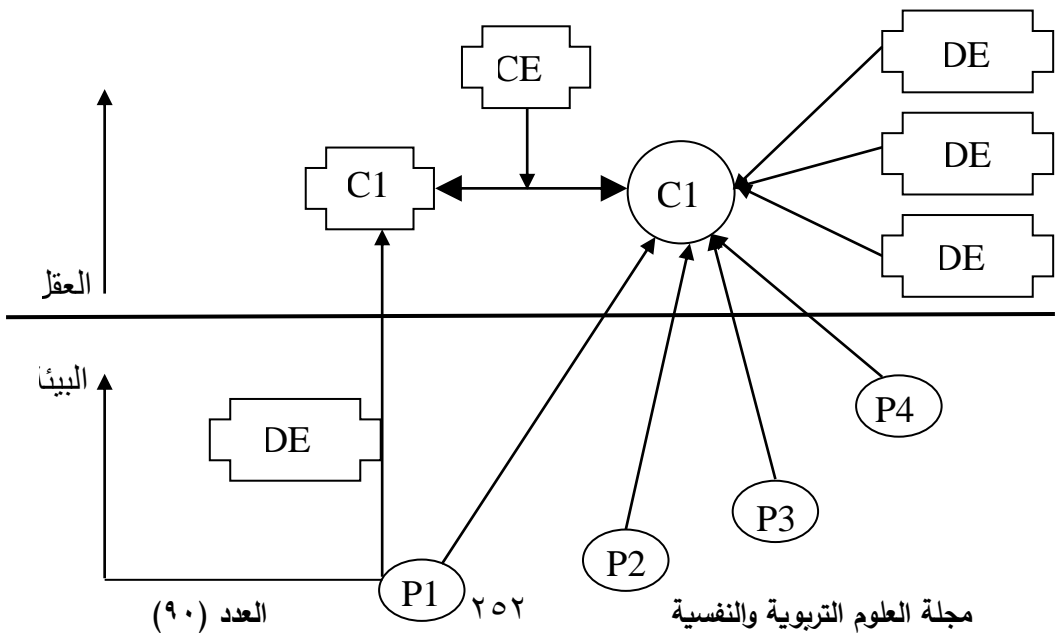 DE
CE
DE
C1
C1
DE
العقل
البيئة
DE
P4
P3
P2
P1
مجلة العلوم التربوية والنفسية
٢٥٢
العدد (٩٠)